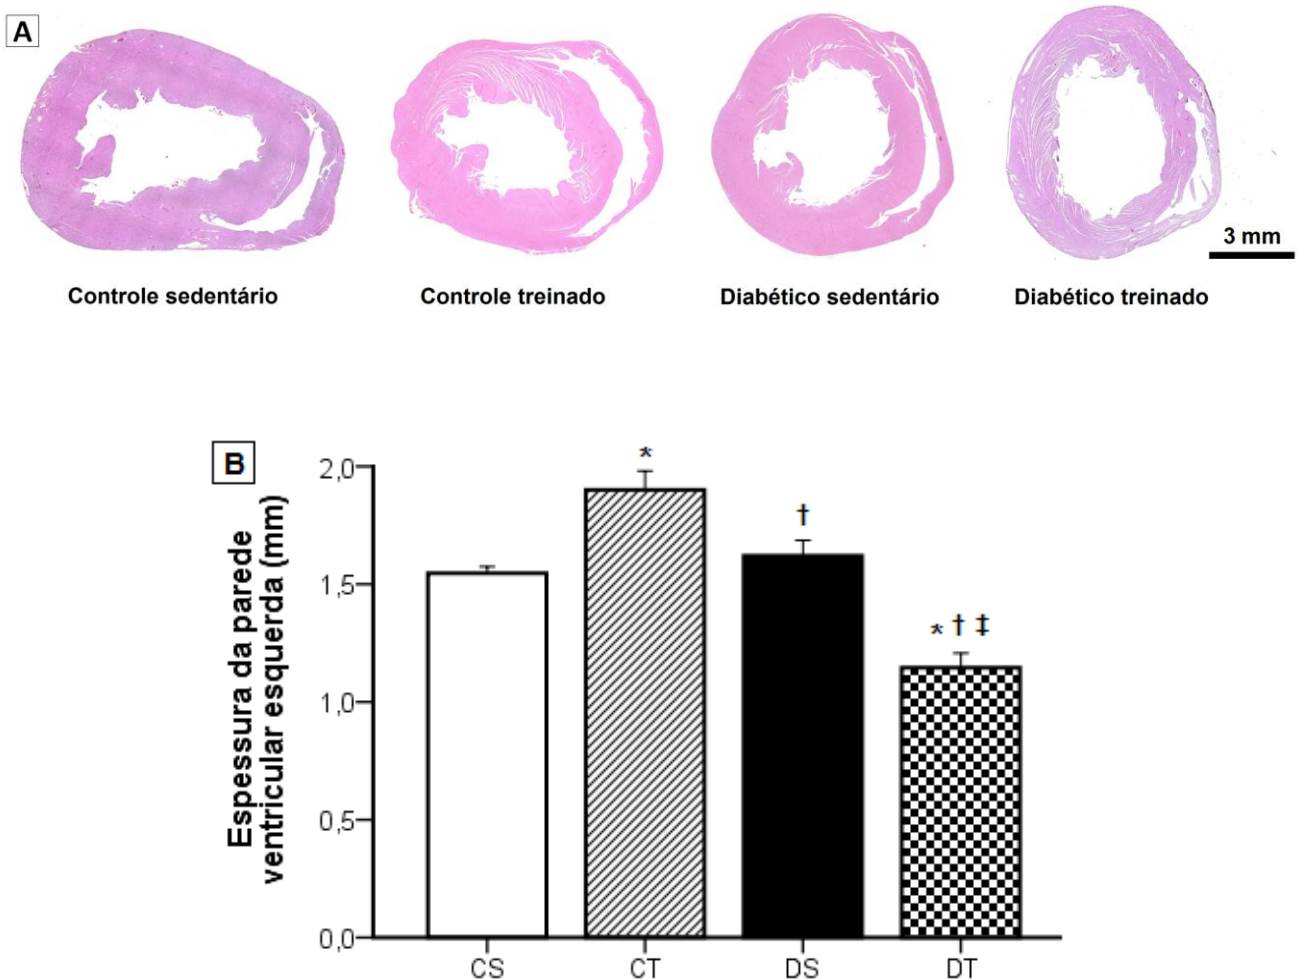 A
3 mm
Controle sedentário
Controle treinado
Diabético sedentário
Diabético treinado
B
Espessura da parede
ventricular esquerda (mm)
2,0
1,5
1,0
0,5
0,0
*
†
* † ‡
CS
CT
DS
DT